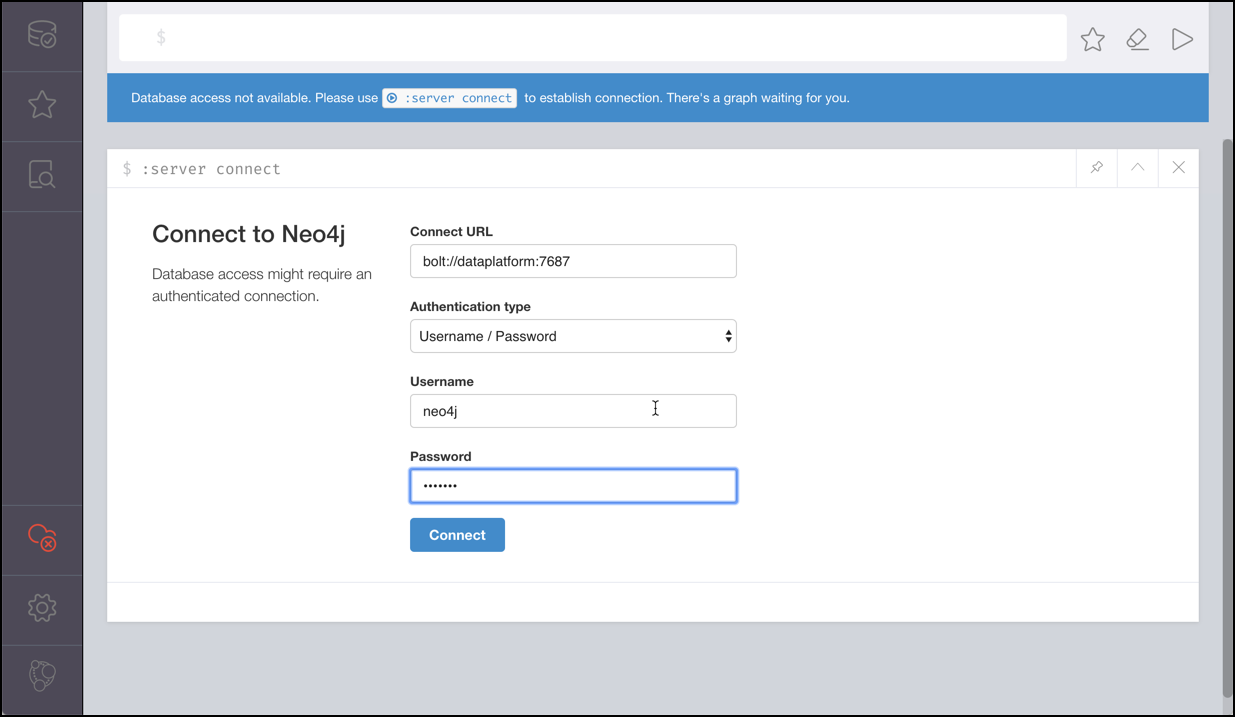 $
Database access not available. Please use :server connect to establish connection. There's a graph waiting for you.
$ :server connect
Connect to Neo4j
Database access might require an
authenticated connection.
Connect URL
bolt://dataplatform:7687
Authentication type
Username / Password
Username
neo4j
Password
•••••••
Connect